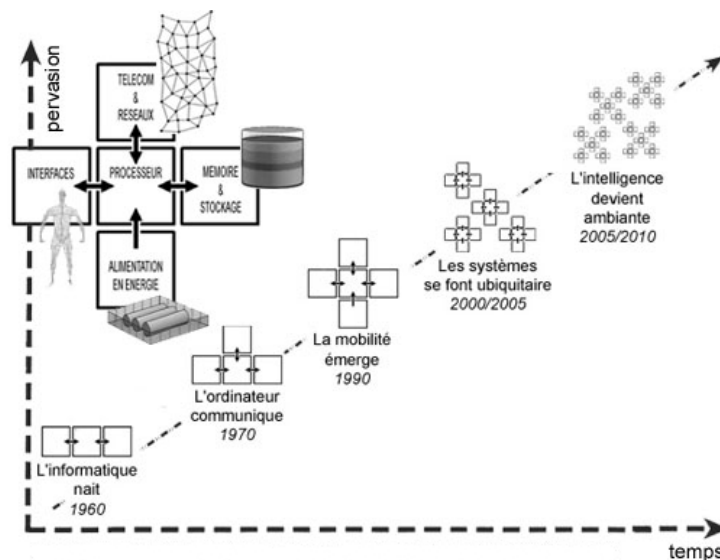 pervasion
TELECOM
&
RESEAUX
INTERFACES
PROCESSEUR
MEMOIRE
&
STOCKAGE
ALIMENTATION
EN ENERGIE
L'informatique
nait
1960
L'ordinateur
communique
1970
La mobilité
émerge
1990
Les systèmes
se font ubiquitaire
2000/2005
L'intelligence
devient
ambiante
2005/2010
temps